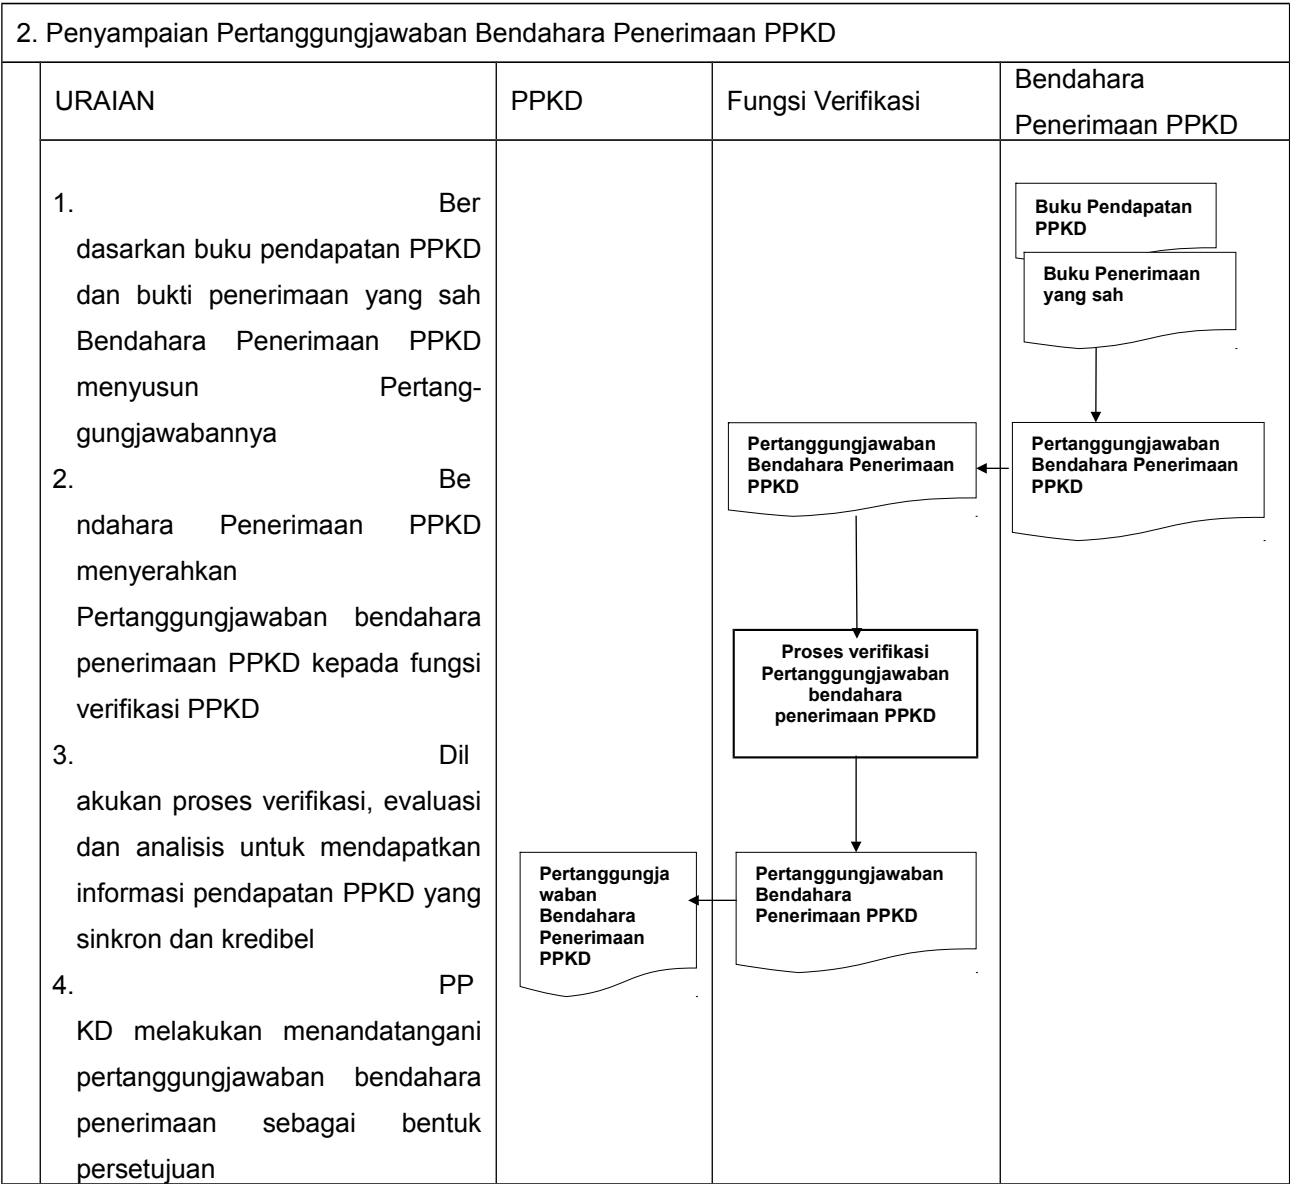 2. Penyampaian Pertanggungjawaban Bendahara Penerimaan PPKD
URAIAN
PPKD
Fungsi Verifikasi
Bendahara
Penerimaan PPKD
1. Ber
dasarkan buku pendapatan PPKD
dan bukti penerimaan yang sah
Bendahara Penerimaan PPKD
menyusun Pertang-
gungjawabannya
2. Be
ndahara Penerimaan PPKD
menyerahkan
Pertanggungjawaban bendahara
penerimaan PPKD kepada fungsi
verifikasi PPKD
3. Dil
akukan proses verifikasi, evaluasi
dan analisis untuk mendapatkan
informasi pendapatan PPKD yang
sinkron dan kredibel
4. PP
KD melakukan menandatangani
pertanggungjawaban bendahara
penerimaan sebagai bentuk
persetujuan
Buku Pendapatan
PPKD
Buku Penerimaan
yang sah
Pertanggungjawaban
Bendahara Penerimaan
PPKD
Pertanggungjawaban
Bendahara Penerimaan
PPKD
Proses verifikasi
Pertanggungjawaban
bendahara
penerimaan PPKD
Pertanggungjawaban
Bendahara
Penerimaan PPKD
Pertanggungja
waban
Bendahara
Penerimaan
PPKD